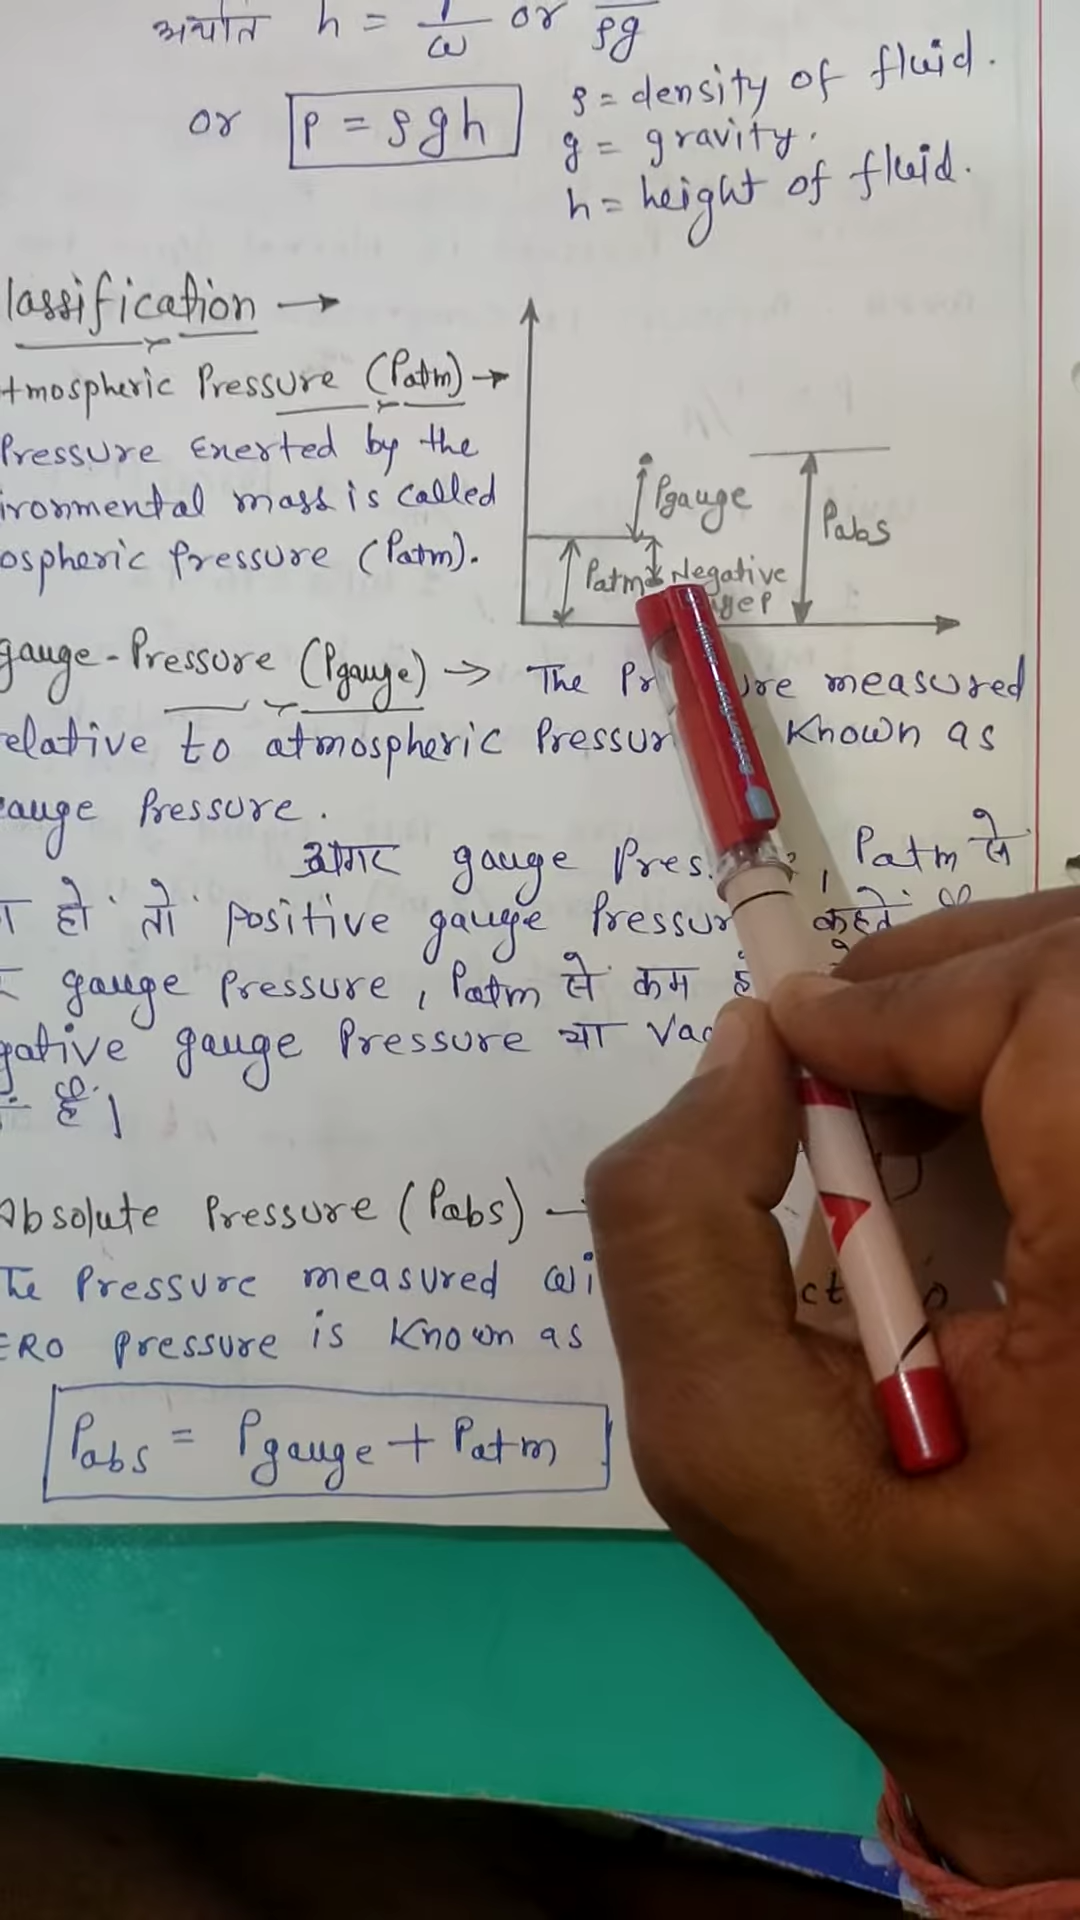 अर्थात h = 1/ω or ρg
or P = ρgh
ρ = density of fluid.
g = gravity.
h = height of fluid.
lassification →
tmospheric Pressure (Patm) →
Pressure Exerted by the
ironmental mass is called
ospheric Pressure (Patm).
Pgauge
Pabs
Patm
Negative
gauge-Pressure (Pgauge) → The measured
elative to atmospheric Pressur Known as
auge Pressure.
अगर gauge Pres , Patm से
हो तो positive gauge Pressur कहते
gauge Pressure, Patm से कम
gative gauge Pressure या Vac
हैं।
Absolute Pressure (Pabs) →
The Pressure measured wi ct
ERO pressure is Known as
Pabs = Pgauge + Patm